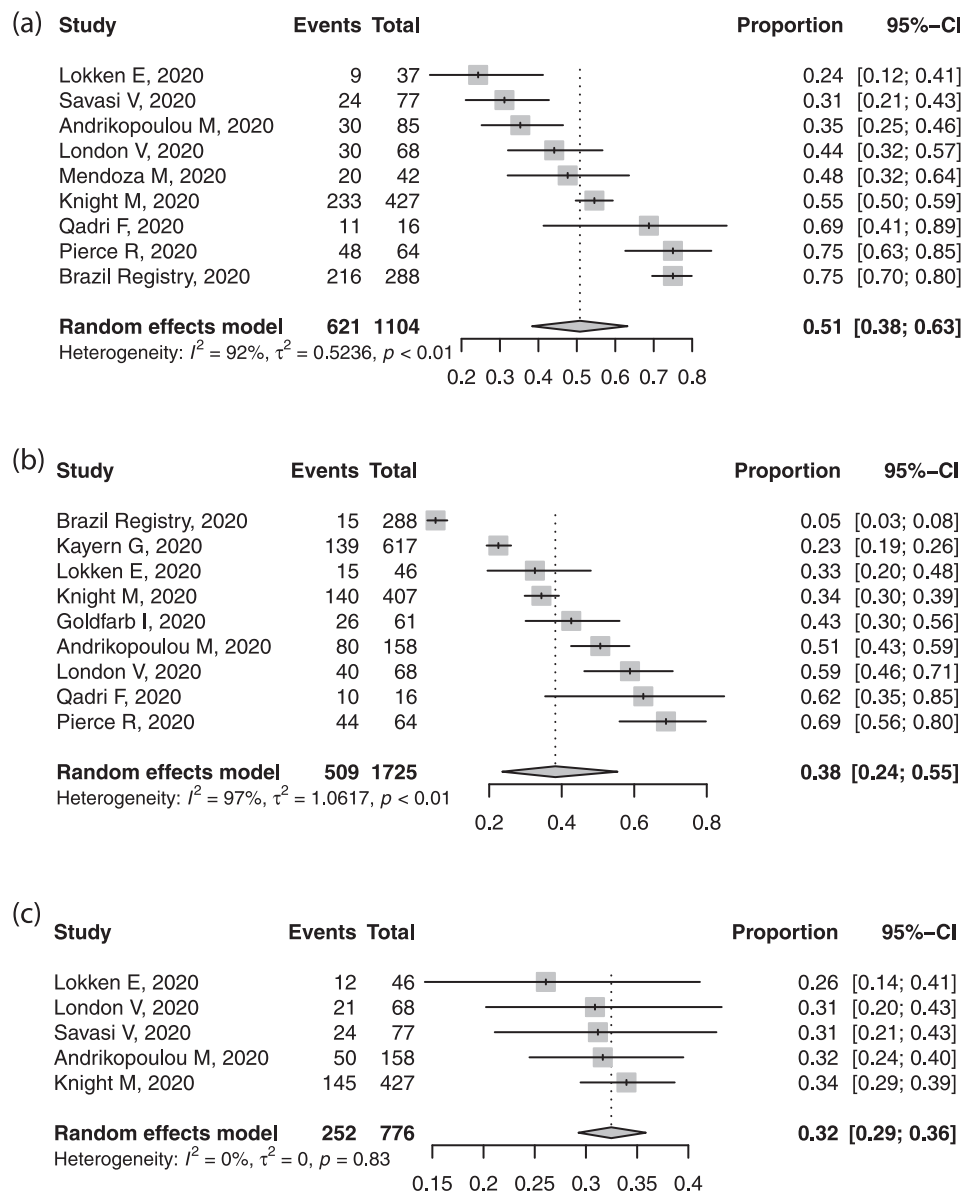 (a) Study Events Total Proportion 95%−CI
Lokken E, 2020 9 37 0.24 [0.12; 0.41]
Savasi V, 2020 24 77 0.31 [0.21; 0.43]
Andrikopoulou M, 2020 30 85 0.35 [0.25; 0.46]
London V, 2020 30 68 0.44 [0.32; 0.57]
Mendoza M, 2020 20 42 0.48 [0.32; 0.64]
Knight M, 2020 233 427 0.55 [0.50; 0.59]
Qadri F, 2020 11 16 0.69 [0.41; 0.89]
Pierce R, 2020 48 64 0.75 [0.63; 0.85]
Brazil Registry, 2020 216 288 0.75 [0.70; 0.80]
Random effects model 621 1104 0.51 [0.38; 0.63]
Heterogeneity: I² = 92%, τ² = 0.5236, p < 0.01
0.2 0.3 0.4 0.5 0.6 0.7 0.8
(b) Study Events Total Proportion 95%−CI
Brazil Registry, 2020 15 288 0.05 [0.03; 0.08]
Kayern G, 2020 139 617 0.23 [0.19; 0.26]
Lokken E, 2020 15 46 0.33 [0.20; 0.48]
Knight M, 2020 140 407 0.34 [0.30; 0.39]
Goldfarb I, 2020 26 61 0.43 [0.30; 0.56]
Andrikopoulou M, 2020 80 158 0.51 [0.43; 0.59]
London V, 2020 40 68 0.59 [0.46; 0.71]
Qadri F, 2020 10 16 0.62 [0.35; 0.85]
Pierce R, 2020 44 64 0.69 [0.56; 0.80]
Random effects model 509 1725 0.38 [0.24; 0.55]
Heterogeneity: I² = 97%, τ² = 1.0617, p < 0.01
0.2 0.4 0.6 0.8
(c) Study Events Total Proportion 95%−CI
Lokken E, 2020 12 46 0.26 [0.14; 0.41]
London V, 2020 21 68 0.31 [0.20; 0.43]
Savasi V, 2020 24 77 0.31 [0.21; 0.43]
Andrikopoulou M, 2020 50 158 0.32 [0.24; 0.40]
Knight M, 2020 145 427 0.34 [0.29; 0.39]
Random effects model 252 776 0.32 [0.29; 0.36]
Heterogeneity: I² = 0%, τ² = 0, p = 0.83
0.15 0.2 0.25 0.3 0.35 0.4